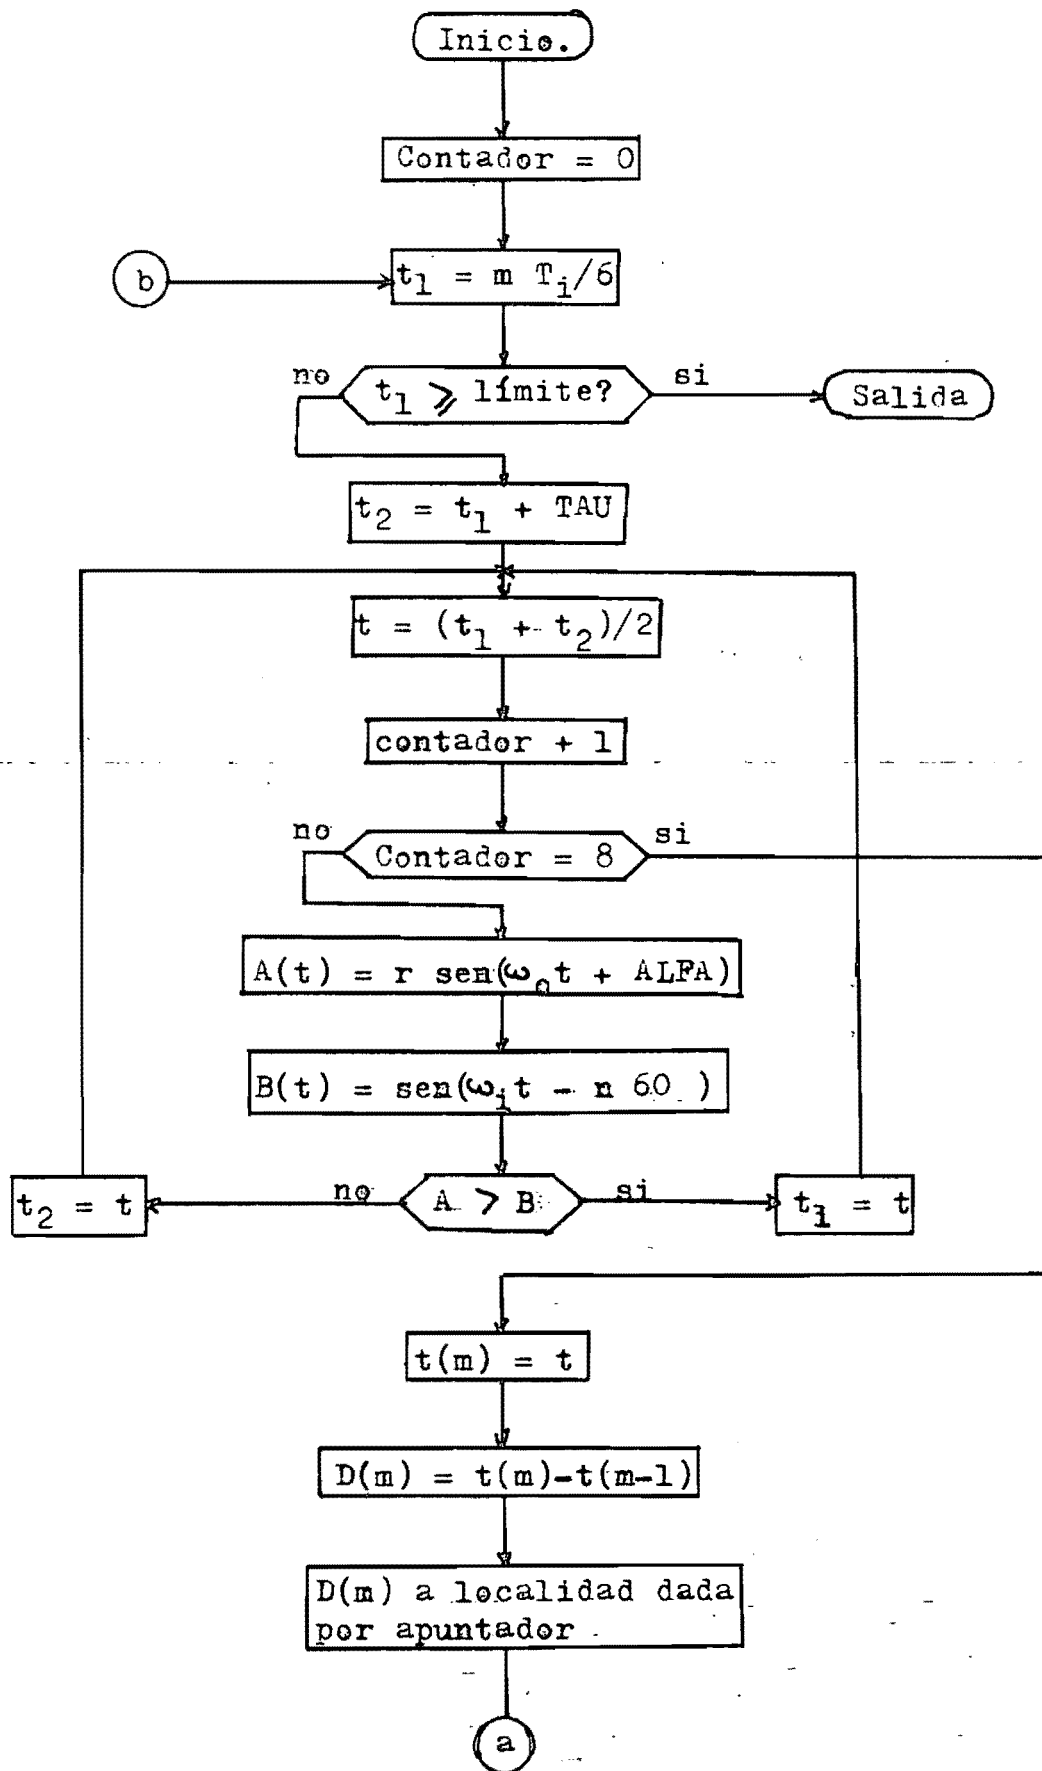 Inicio.
Contador = 0
b
t₁ = m Tᵢ/6
no
t₁ ⩾ límite?
si
Salida
t₂ = t₁ + TAU
t = (t₁ + t₂)/2
contador + 1
no
Contador = 8
si
A(t) = r sen(ω₀t + ALFA)
B(t) = sen(ωᵢt - n 60 )
t₂ = t
no
A > B
si
t₁ = t
t(m) = t
D(m) = t(m)-t(m-1)
D(m) a localidad dada
por apuntador
a